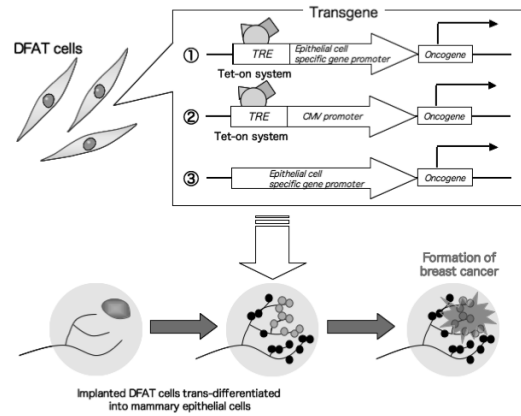 Transgene
DFAT cells
①
TRE
Epithelial cell
specific gene promoter
Oncogene
Tet-on system
②
TRE
CMV promoter
Oncogene
Tet-on system
③
Epithelial cell
specific gene promoter
Oncogene
Formation of
breast cancer
Implanted DFAT cells trans-differentiated
into mammary epithelial cells